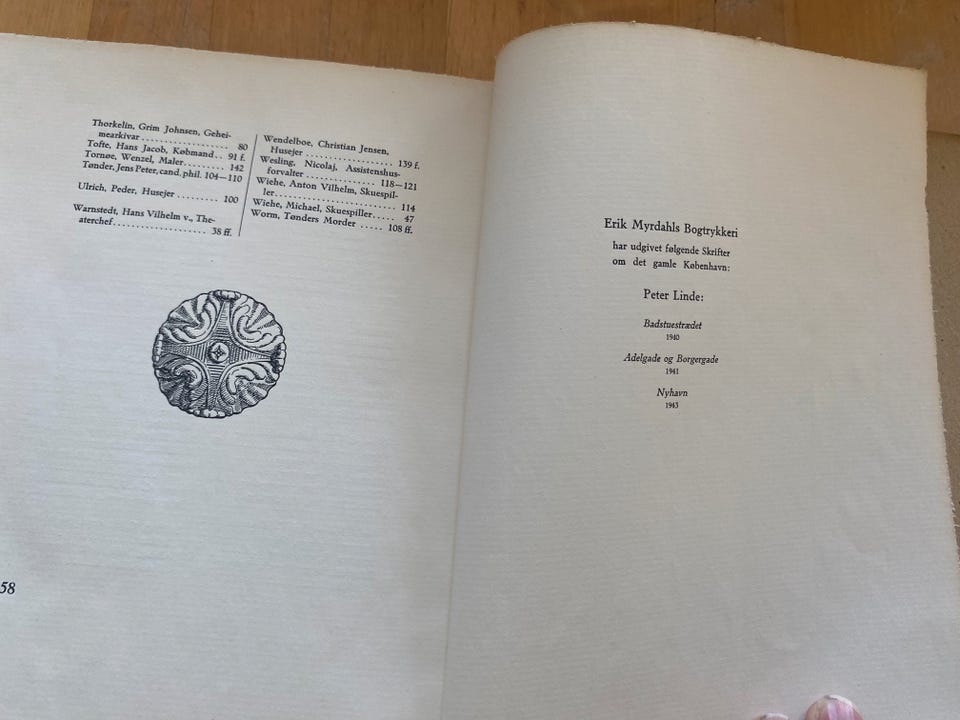 Thorkelin, Grim Johnsen, Gehei-
mearkivar .................. 80
Tofte, Hans Jacob, Købmand.. 91 f.
Tornøe, Wenzel, Maler......... 142
Tønder, Jens Peter, cand. phil. 104—110
Ulrich, Peder, Husejer .......... 100
Warnstedt, Hans Vilhelm v., The-
aterchef..................... 38 ff.
Wendelboe, Christian Jensen,
Husejer .................. 139 f.
Wesling, Nicolaj, Assistenshus-
forvalter .............. 118—121
Wiehe, Anton Vilhelm, Skuespil-
ler......................... 114
Wiehe, Michael, Skuespiller...... 47
Worm, Tønders Morder ..... 108 ff.
58
Erik Myrdahls Bogtrykkeri
har udgivet følgende Skrifter
om det gamle København:
Peter Linde:
Badstuestrædet
1940
Adelgade og Borgergade
1941
Nyhavn
1943